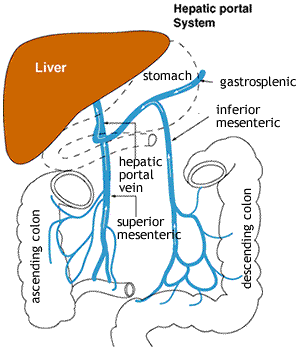 Hepatic portal
System
Liver
stomach
gastrosplenic
inferior
mesenteric
hepatic
portal
vein
superior
mesenteric
ascending colon
descending colon